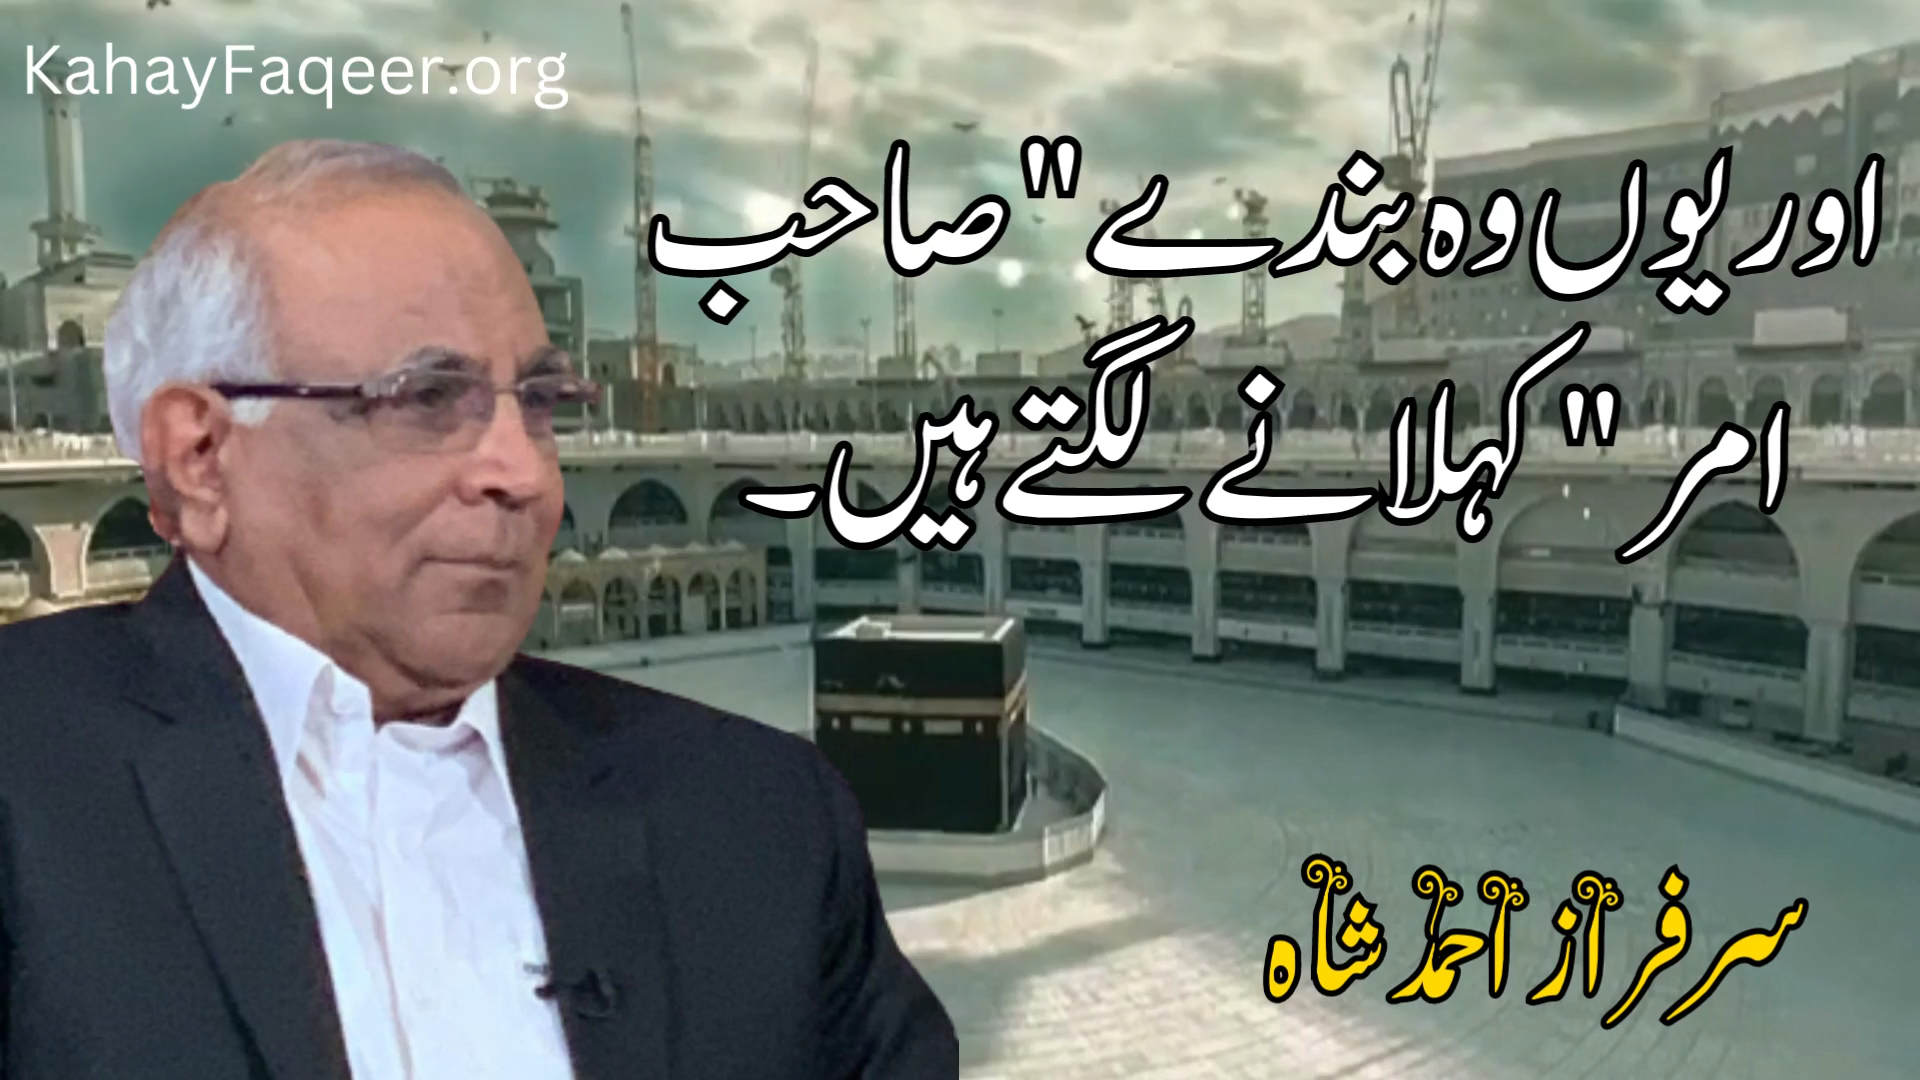 KahayFaqeer.org
اور یوں وہ بندے "صاحب
امر" کہلانے لگتے ہیں۔
سرفراز احمد شاہ